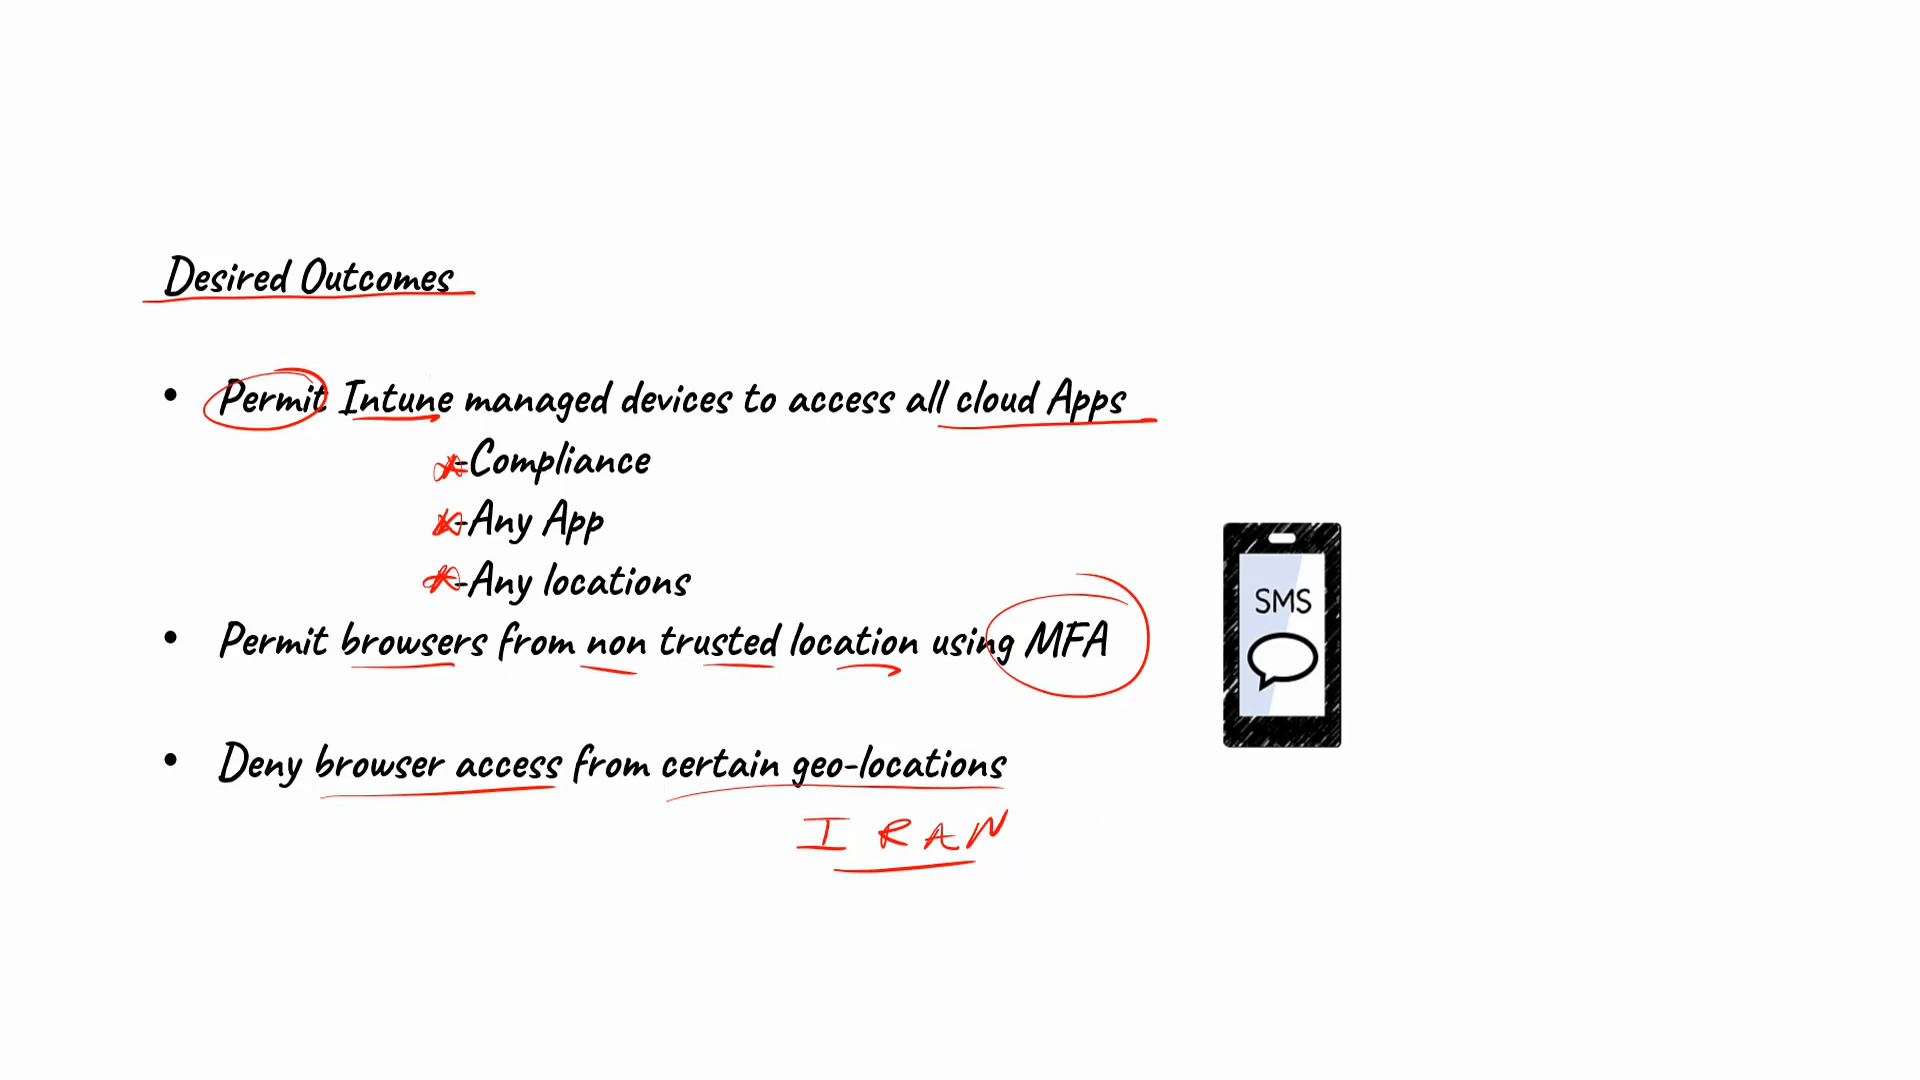 Desired Outcomes
• Permit Intune managed devices to access all cloud Apps
-Compliance
-Any App
-Any locations
• Permit browsers from non trusted location using MFA
SMS
• Deny browser access from certain geo-locations
IRAN